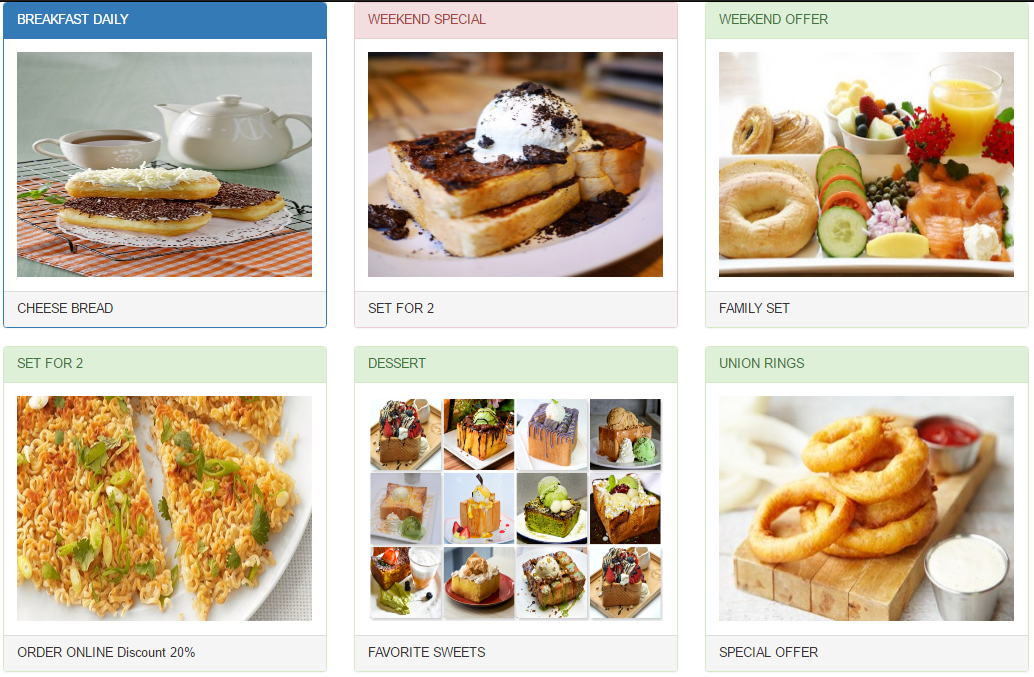 BREAKFAST DAILY
WEEKEND SPECIAL
WEEKEND OFFER
CHEESE BREAD
SET FOR 2
FAMILY SET
SET FOR 2
DESSERT
UNION RINGS
ORDER ONLINE Discount 20%
FAVORITE SWEETS
SPECIAL OFFER